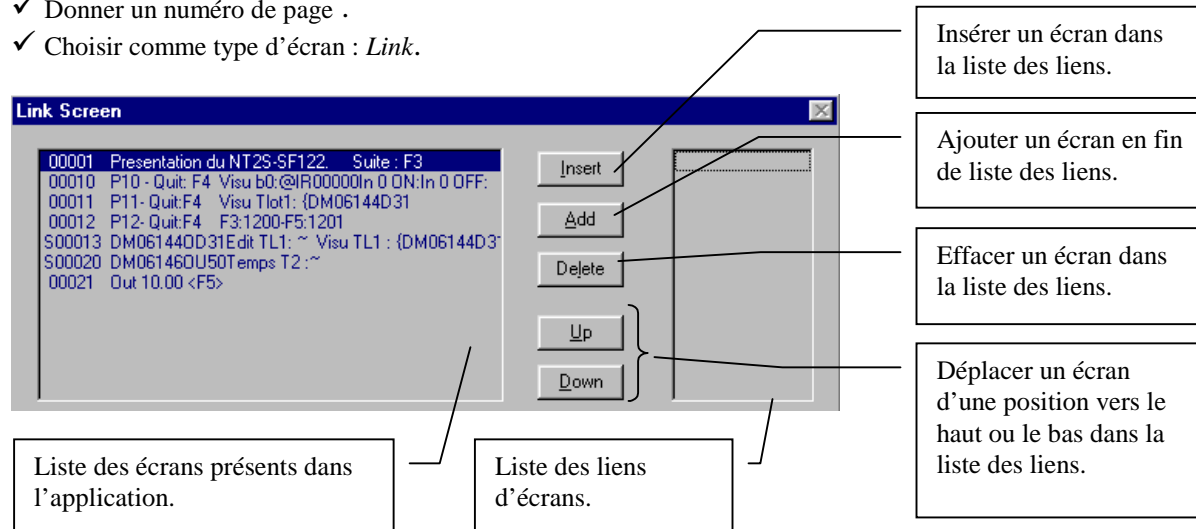 ✓ Donner un numéro de page .
✓ Choisir comme type d’écran : Link.
Link Screen
00001 Presentation du NT2S-SF122. Suite : F3
00010 P10 - Quit: F4 Visu b0:@IR00000In 0 ON:In 0 OFF:
00011 P11- Quit:F4 Visu Tlot1: {DM06144D31
00012 P12- Quit:F4 F3:1200-F5:1201
S00013 DM06144OD31Edit TL1: ~ Visu TL1 : {DM06144D3
S00020 DM06146OU50Temps T2 :~
00021 Out 10.00 <F5>
Insert
Add
Delete
Up
Down
Insérer un écran dans
la liste des liens.
Ajouter un écran en fin
de liste des liens.
Effacer un écran dans
la liste des liens.
Déplacer un écran
d’une position vers le
haut ou le bas dans la
liste des liens.
Liste des écrans présents dans
l’application.
Liste des liens
d’écrans.